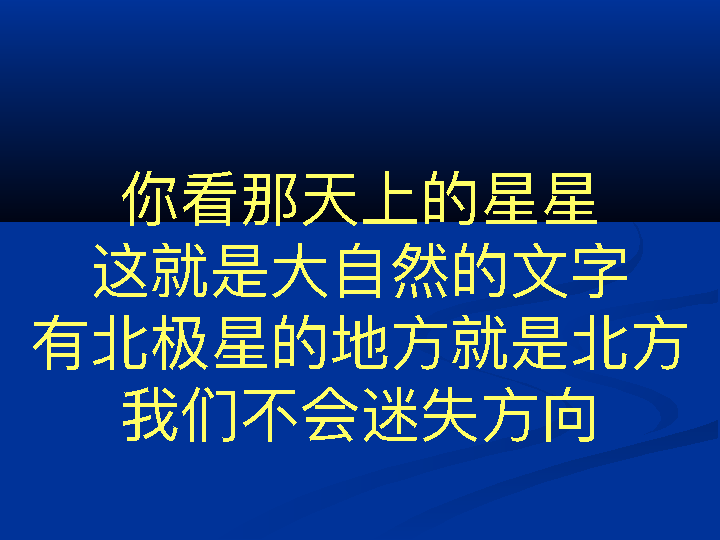 你看那天上的星星
这就是大自然的文字
有北极星的地方就是北方
我们不会迷失方向